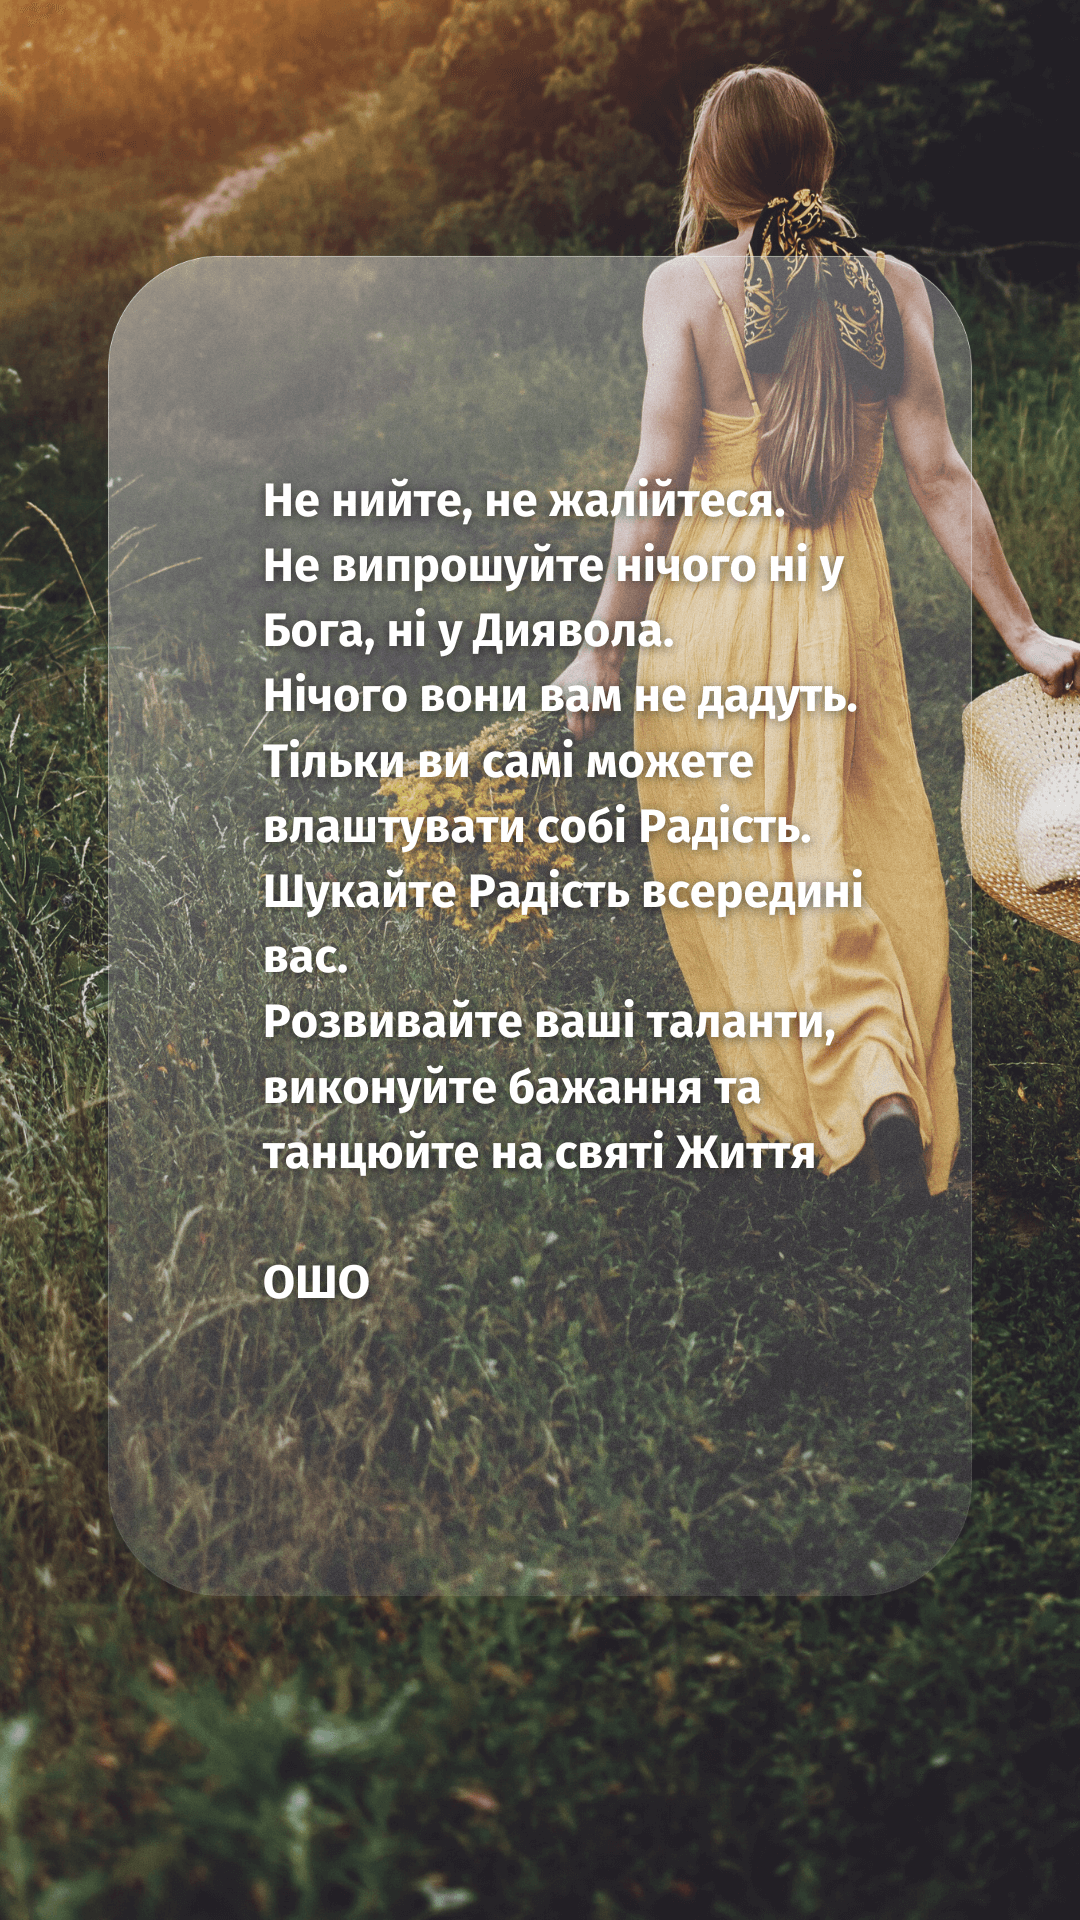 Не нийте, не жалійтеся.
Не випрошуйте нічого ні у
Бога, ні у Диявола.
Нічого вони вам не дадуть.
Тільки ви самі можете
влаштувати собі Радість.
Шукайте Радість всередині
вас.
Розвивайте ваші таланти,
виконуйте бажання та
танцюйте на святі Життя
ОШО